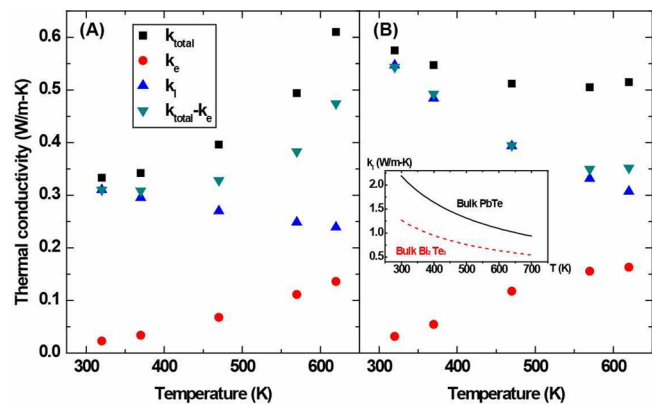 (A)
(B)
k_total
k_e
k_l
k_total-k_e
Thermal conductivity (W/m-K)
0.6
0.5
0.4
0.3
0.2
0.1
0.0
300
400
500
600
300
400
500
600
Temperature (K)
Temperature (K)
k_l (W/m-K)
2.0
1.5
1.0
0.5
Bulk PbTe
Bulk Bi₂Te₃
T (K)
300
400
500
600
700